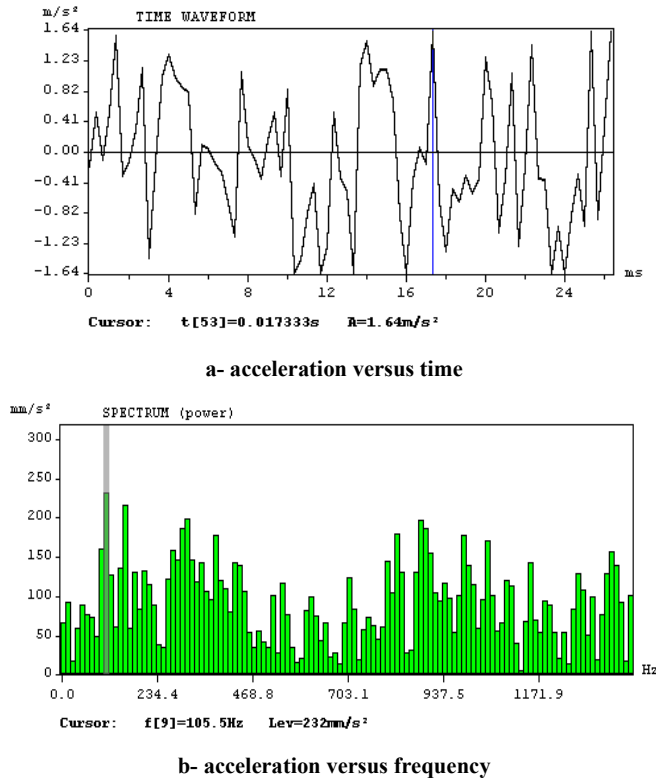 m/s²
TIME WAVEFORM
1.64
1.23
0.82
0.41
0.00
-0.41
-0.82
-1.23
-1.64
0 4 8 12 16 20 24 ms
Cursor: t[53]=0.017333s A=1.64m/s²
a- acceleration versus time
mm/s²
SPECTRUM (power)
300
250
200
150
100
50
0
0.0 234.4 468.8 703.1 937.5 1171.9 Hz
Cursor: f[9]=105.5Hz Lev=232mm/s²
b- acceleration versus frequency